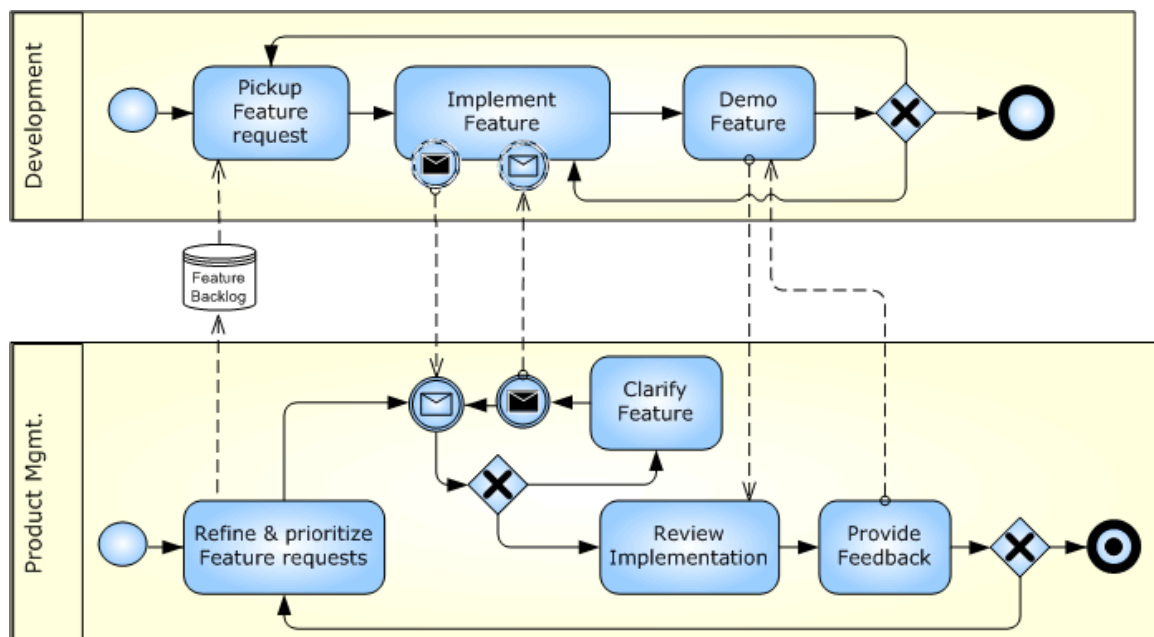 Development
Pickup
Feature
request
Implement
Feature
Demo
Feature
Feature
Backlog
Product Mgmt.
Clarify
Feature
Refine & prioritize
Feature requests
Review
Implementation
Provide
Feedback